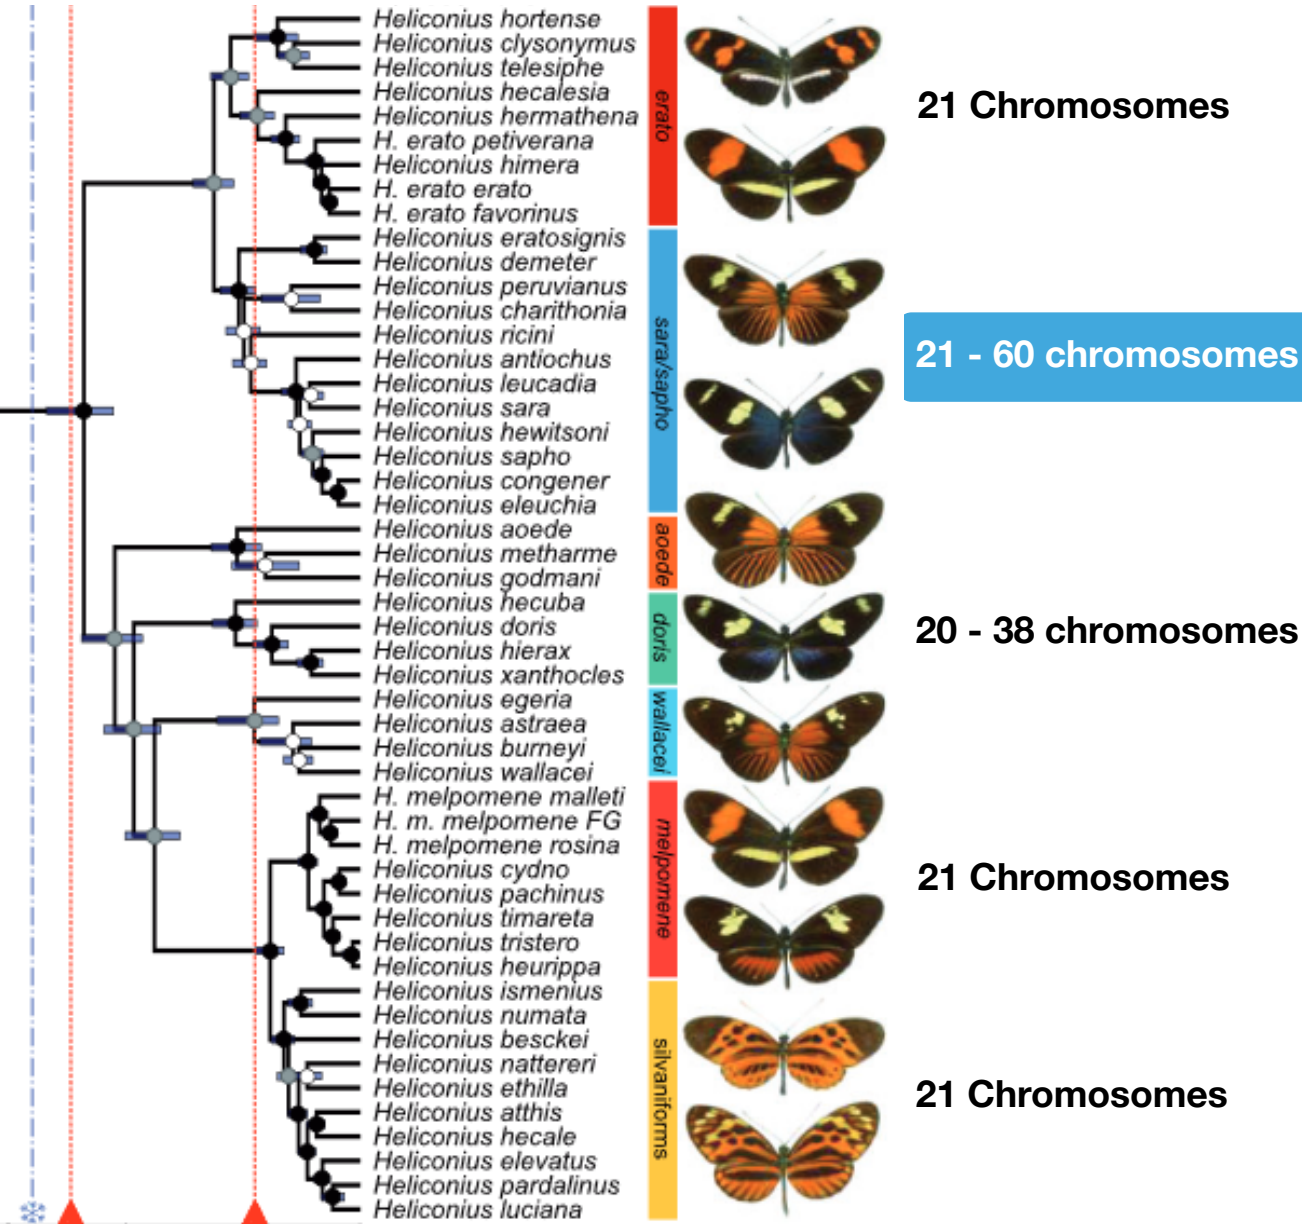 Heliconius hortense
Heliconius clysonymus
Heliconius telesiphe
Heliconius hecalesia
Heliconius hermathena
H. erato petiverana
Heliconius himera
H. erato erato
H. erato favorinus
erato
21 Chromosomes
Heliconius eratosignis
Heliconius demeter
Heliconius peruvianus
Heliconius charithonia
Heliconius ricini
Heliconius antiochus
Heliconius leucadia
Heliconius sara
Heliconius hewitsoni
Heliconius sapho
Heliconius congener
Heliconius eleuchia
sara/sapho
21 - 60 chromosomes
Heliconius aoede
Heliconius metharme
Heliconius godmani
aoede
Heliconius hecuba
Heliconius doris
Heliconius hierax
Heliconius xanthocles
doris
20 - 38 chromosomes
Heliconius egeria
Heliconius astraea
Heliconius burneyi
Heliconius wallacei
wallacei
H. melpomene malleti
H. m. melpomene FG
H. melpomene rosina
Heliconius cydno
Heliconius pachinus
Heliconius timareta
Heliconius tristero
Heliconius heurippa
melpomene
21 Chromosomes
Heliconius ismenius
Heliconius numata
Heliconius besckei
Heliconius nattereri
Heliconius ethilla
Heliconius atthis
Heliconius hecale
Heliconius elevatus
Heliconius pardalinus
Heliconius luciana
silvaniforms
21 Chromosomes